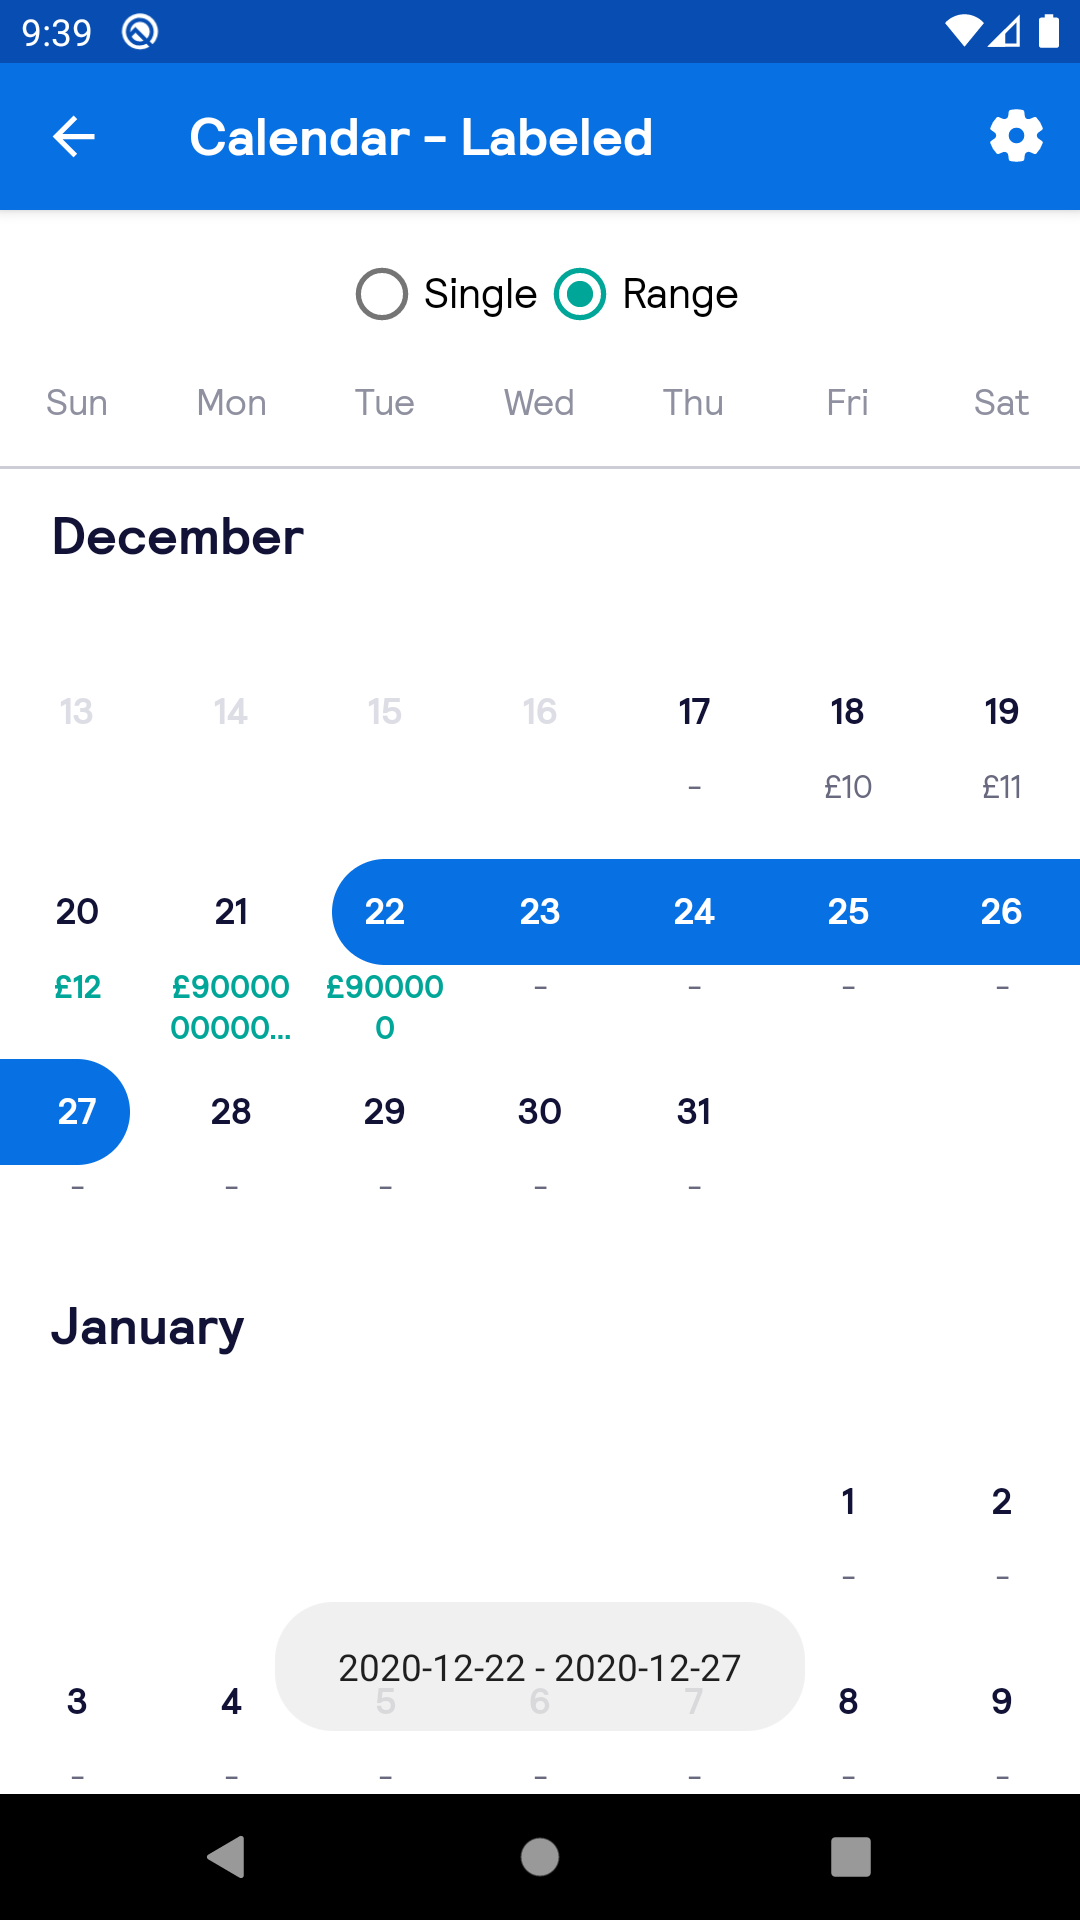 9:39
Calendar - Labeled
Single Range
Sun Mon Tue Wed Thu Fri Sat
December
13 14 15 16 17 18 19
- £10 £11
20 21 22 23 24 25 26
£12 £90000 £90000 - - - -
00000... 0
27 28 29 30 31
- - - - -
January
1 2
- -
2020-12-22 - 2020-12-27
3 4 5 6 7 8 9
- - - - - - -